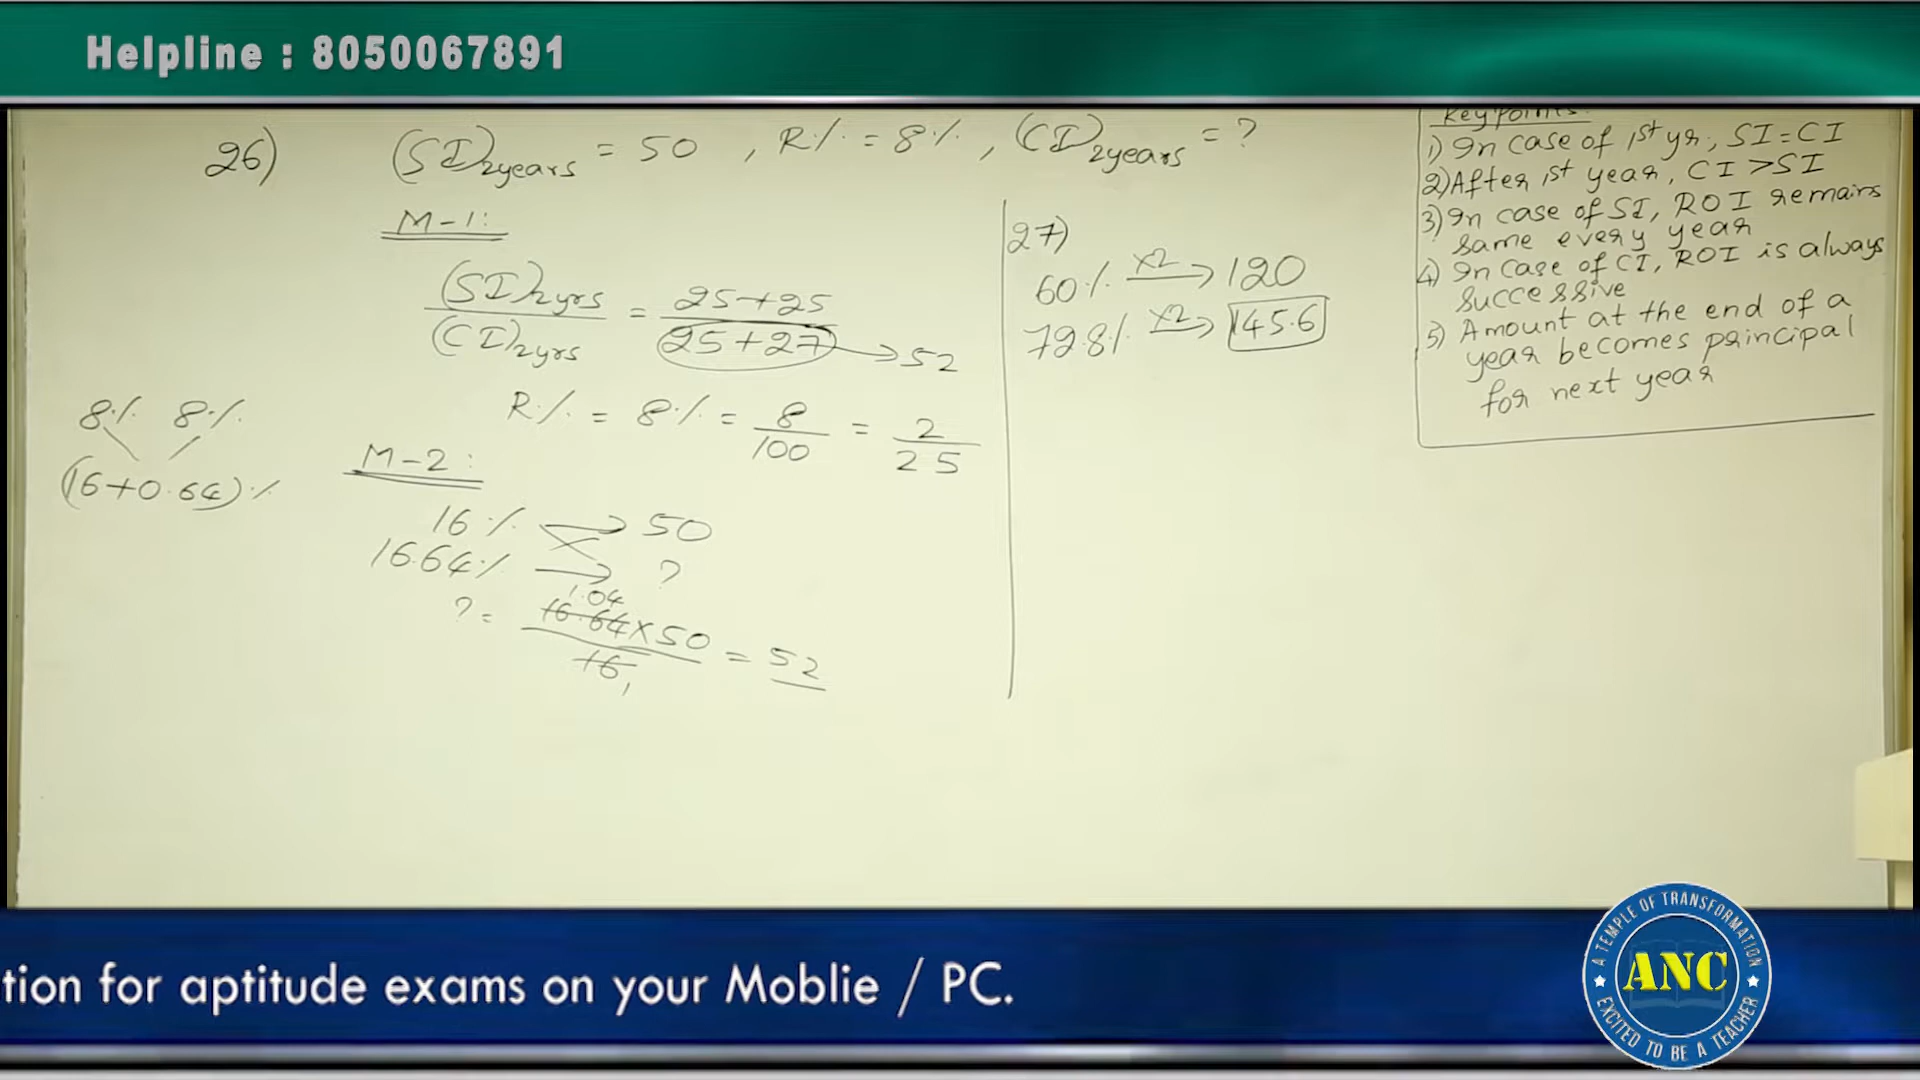 Helpline : 8050067891
26) (SI)2years = 50 , R% = 8% , (CI)2years = ?
M-1:
(SI)2yrs / (CI)2yrs = 25+25 / 25+27 → 52
R% = 8% = 8/100 = 2/25
8% 8%
(16+0.64)%
M-2:
16% → 50
16.64% → ?
1.04
? = 16.64×50 / 16 = 52
1
27)
60% ×2→ 120
72.8% ×2→ 145.6
Key points:
1) In case of 1st yr, SI=CI
2) After 1st year, CI>SI
3) In case of SI, ROI remains
same every year
4) In case of CI, ROI is always
successive
5) Amount at the end of a
year becomes principal
for next year
tion for aptitude exams on your Moblie / PC.
A TEMPLE OF TRANSFORMATION
ANC
EXCITED TO BE A TEACHER